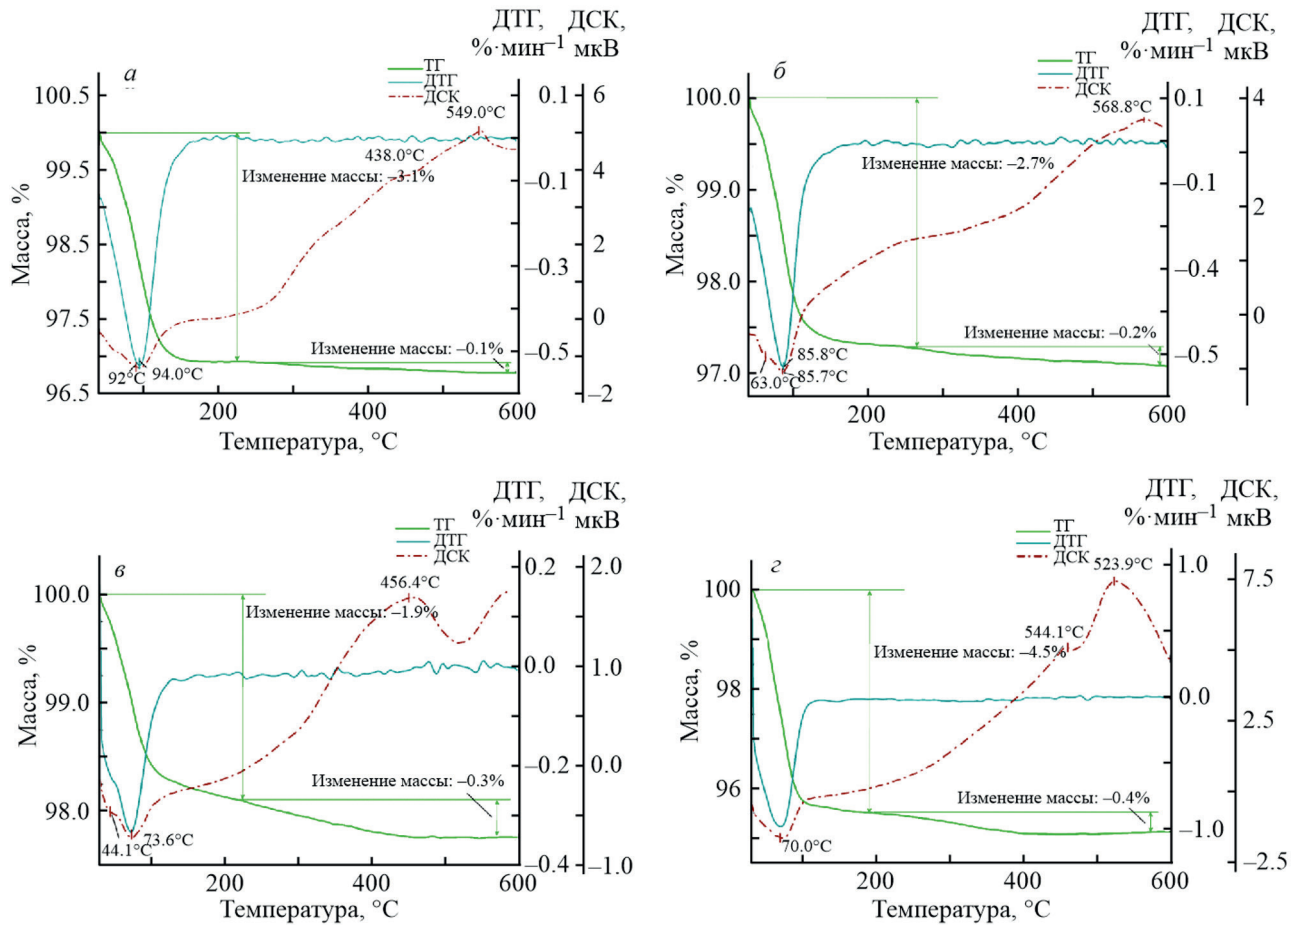 ДТГ, ДСК,
%·мин–1 мкВ
а
ТГ
ДТГ
ДСК
549.0°C
438.0°C
Изменение массы: –3.1%
Изменение массы: –0.1%
92°C
94.0°C
Масса, %
100.5
99.5
98.5
97.5
96.5
0.1
–0.1
–0.3
–0.5
6
4
2
0
–2
200
400
600
Температура, °C
ДТГ, ДСК,
%·мин–1 мкВ
б
ТГ
ДТГ
ДСК
568.8°C
Изменение массы: –2.7%
Изменение массы: –0.2%
85.8°C
63.0°C
85.7°C
Масса, %
100.0
99.0
98.0
97.0
0.1
–0.1
–0.4
–0.5
4
2
0
200
400
600
Температура, °C
ДТГ, ДСК,
%·мин–1 мкВ
в
ТГ
ДТГ
ДСК
456.4°C
Изменение массы: –1.9%
Изменение массы: –0.3%
73.6°C
44.1°C
Масса, %
100.0
99.0
98.0
0.2
0.0
–0.2
–0.4
2.0
1.0
0.0
–1.0
200
400
600
Температура, °C
ДТГ, ДСК,
%·мин–1 мкВ
г
ТГ
ДТГ
ДСК
523.9°C
544.1°C
Изменение массы: –4.5%
Изменение массы: –0.4%
70.0°C
Масса, %
100
98
96
1.0
0.0
–1.0
7.5
2.5
–2.5
200
400
600
Температура, °C